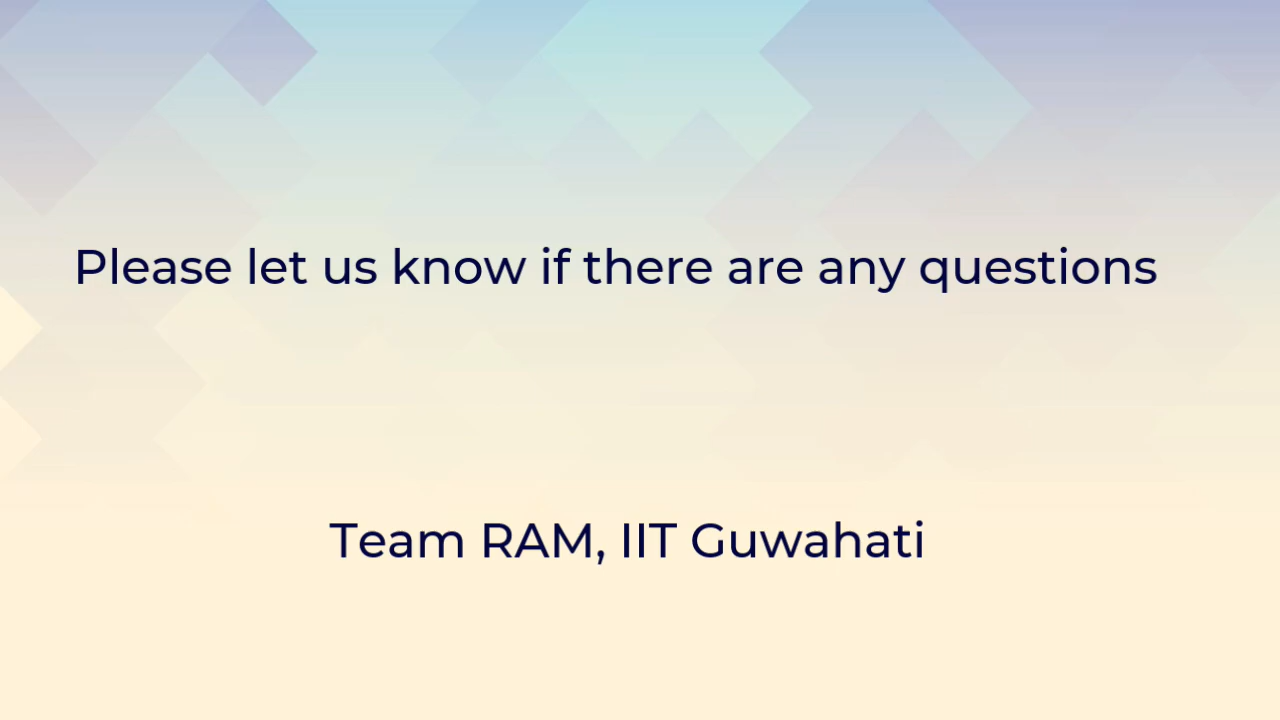 Please let us know if there are any questions
Team RAM, IIT Guwahati